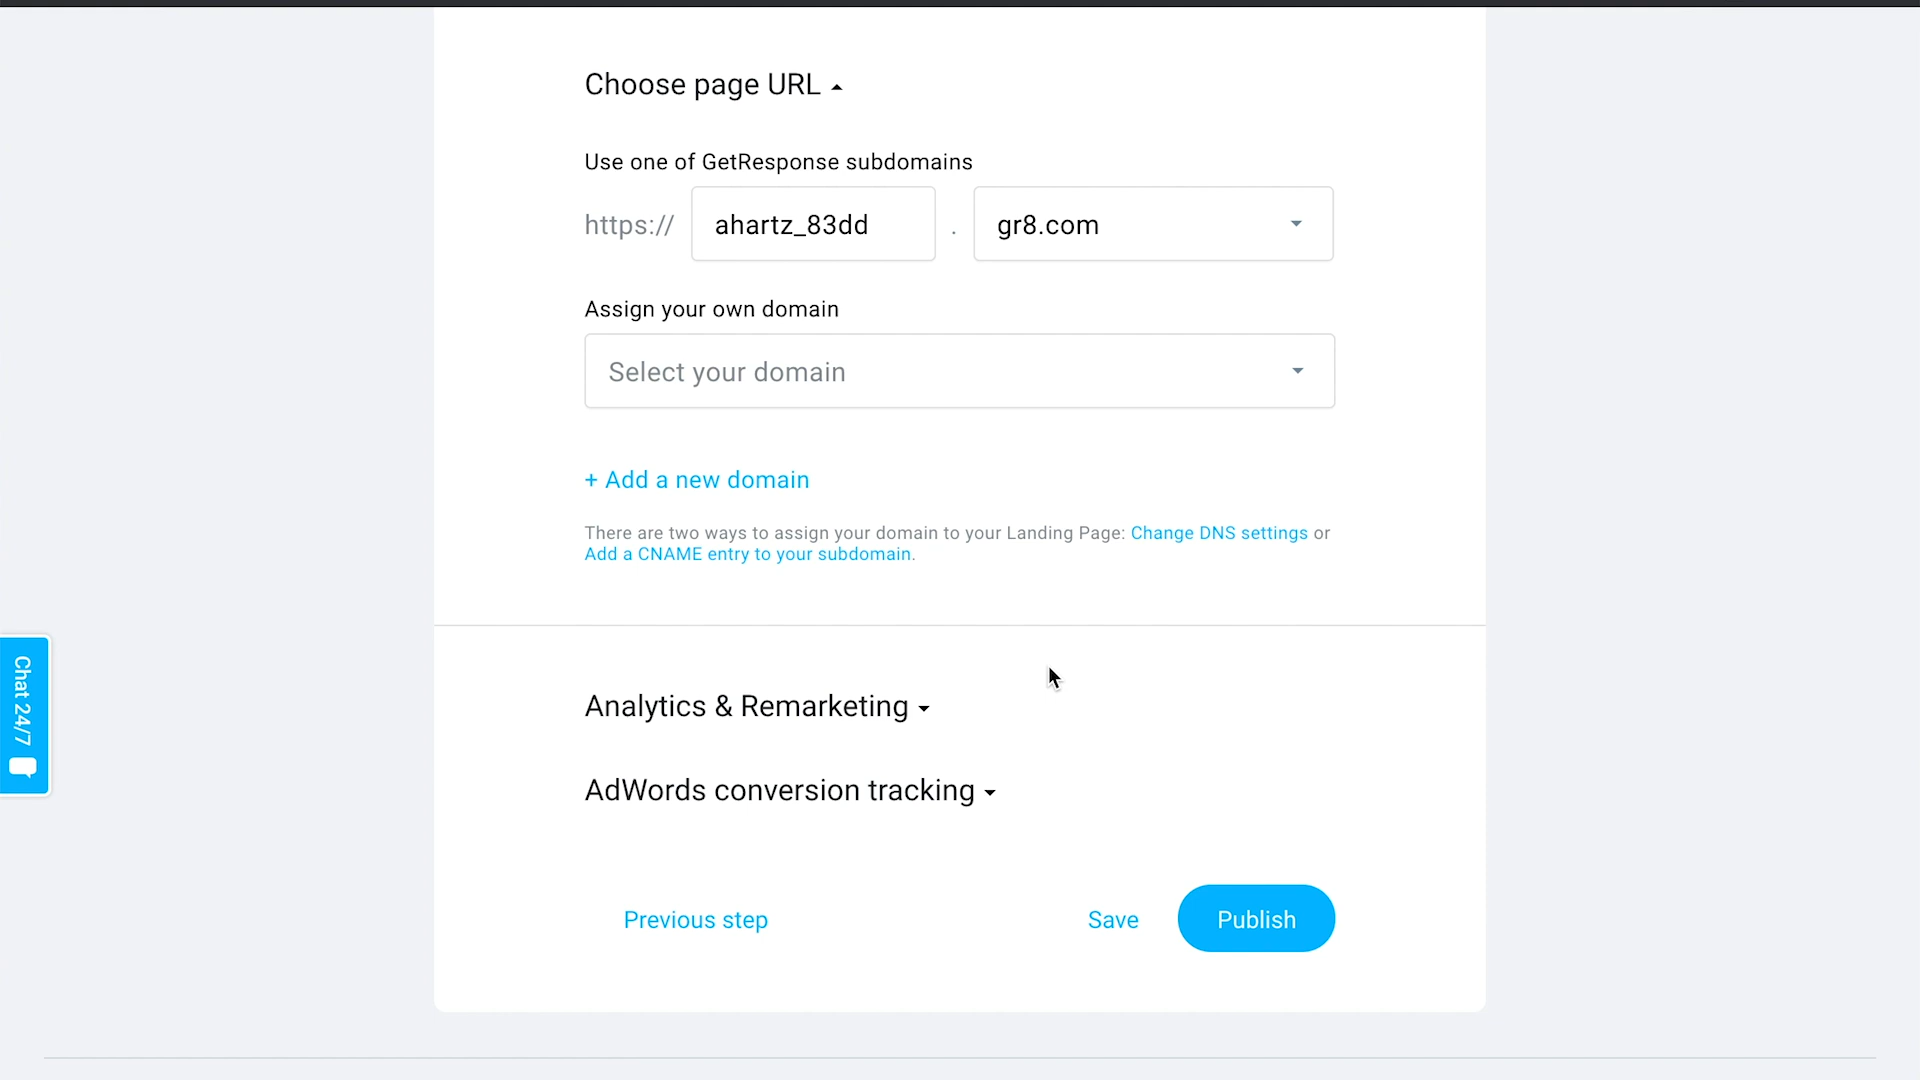 Choose page URL
Use one of GetResponse subdomains
https:// ahartz_83dd . gr8.com
Assign your own domain
Select your domain
+ Add a new domain
There are two ways to assign your domain to your Landing Page: Change DNS settings or
Add a CNAME entry to your subdomain.
Chat 24/7
Analytics & Remarketing
AdWords conversion tracking
Previous step Save Publish